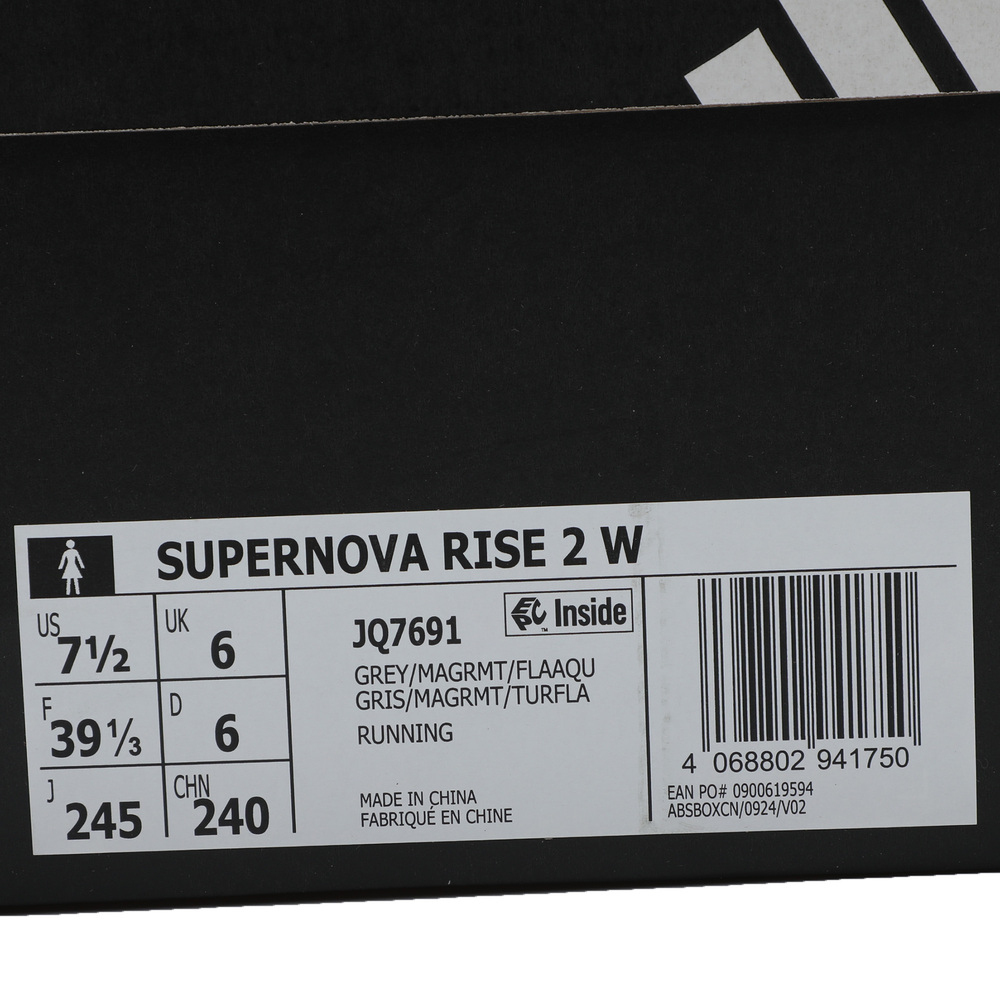 SUPERNOVA RISE 2 W
US 7½
UK 6
F 39⅓
D 6
J 245
CHN 240
JQ7691
EPC™ Inside
GREY/MAGRMT/FLAAQU
GRIS/MAGRMT/TURFLA
RUNNING
MADE IN CHINA
FABRIQUÉ EN CHINE
4 068802 941750
EAN PO# 0900619594
ABSBOXCN/0924/V02